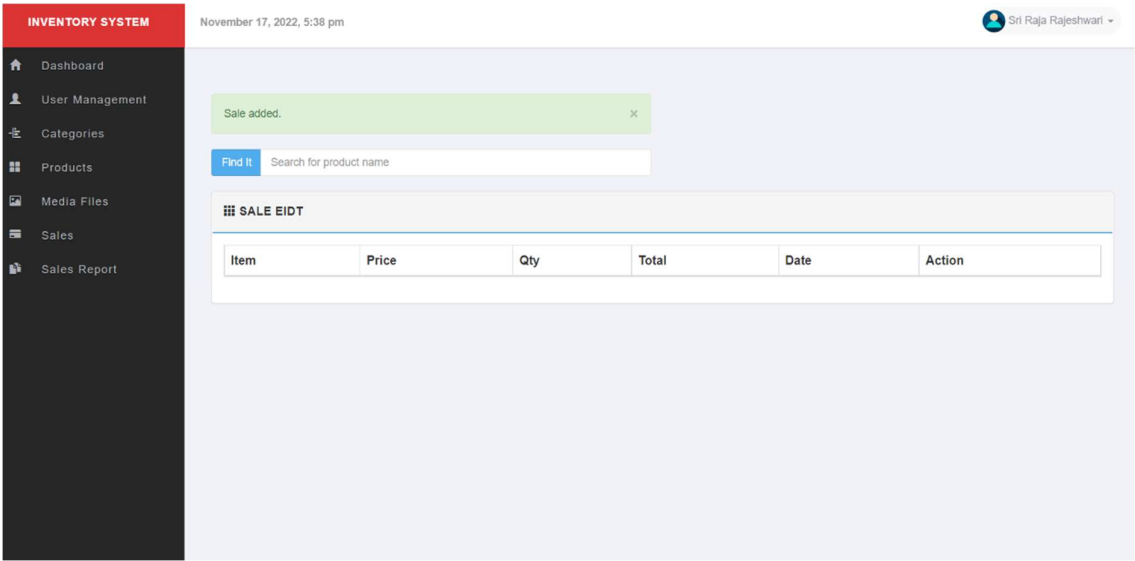 INVENTORY SYSTEM
November 17, 2022, 5:38 pm
Sri Raja Rajeshwari
Dashboard
User Management
Categories
Products
Media Files
Sales
Sales Report
Sale added.
×
Find It
Search for product name
SALE EIDT
Item Price Qty Total Date Action